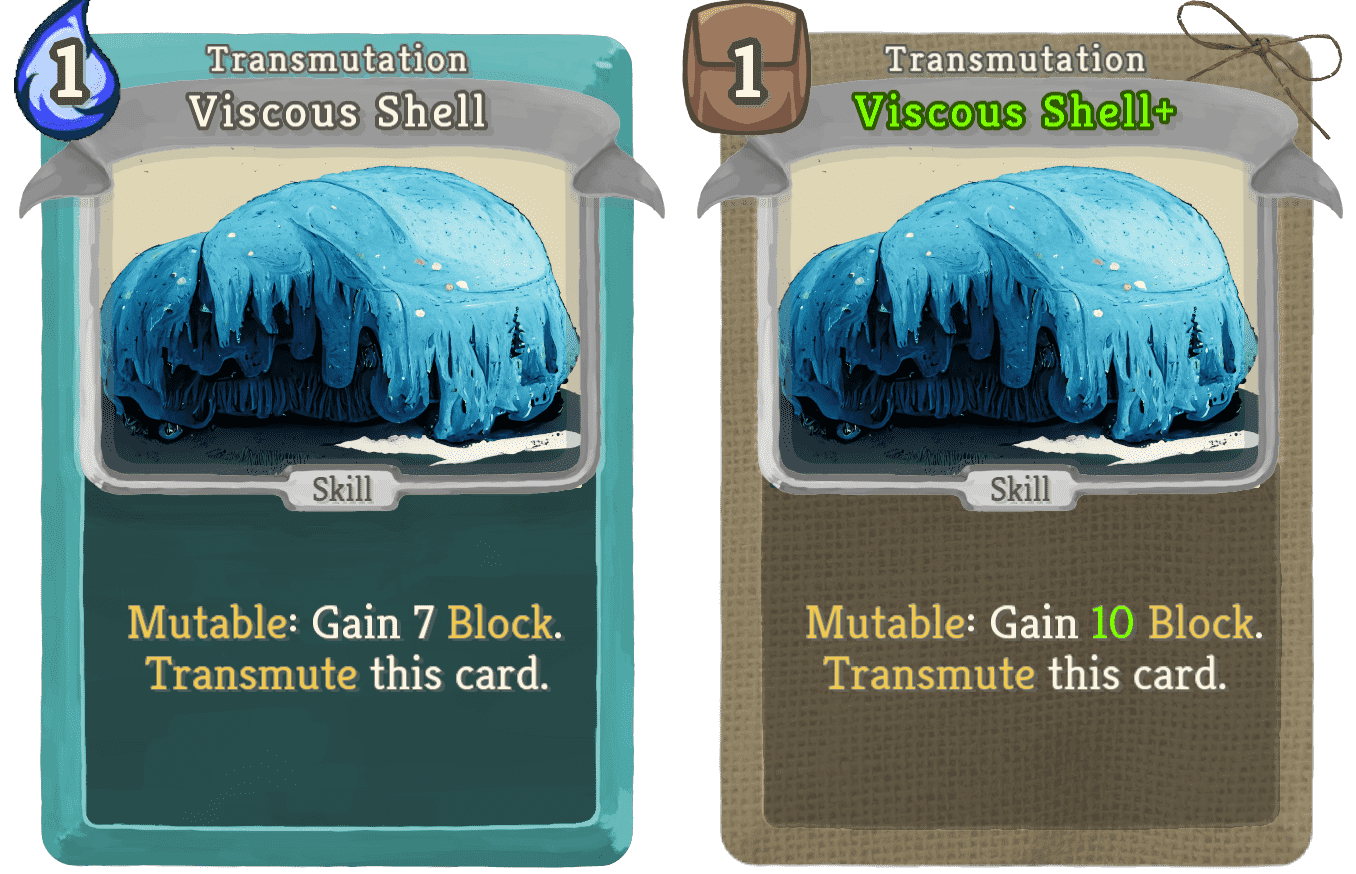 1
Transmutation
Viscous Shell
Skill
Mutable: Gain 7 Block.
Transmute this card.
1
Transmutation
Viscous Shell+
Skill
Mutable: Gain 10 Block.
Transmute this card.